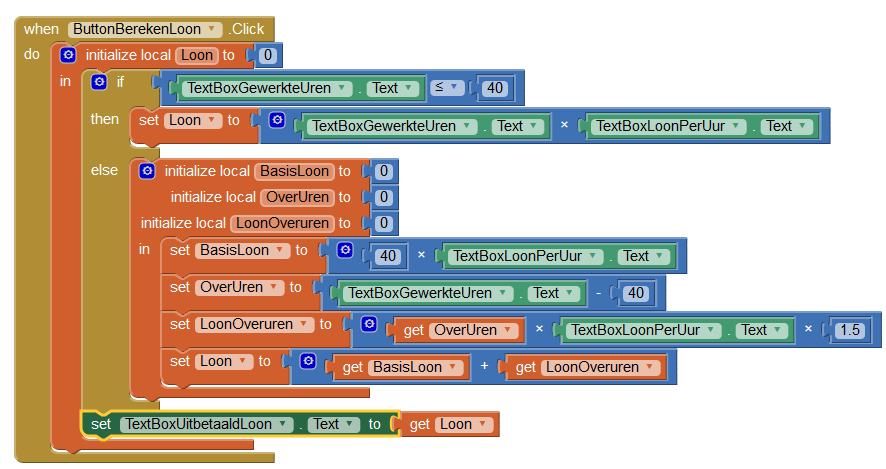 when ButtonBerekenLoon .Click
do initialize local Loon to 0
in if TextBoxGewerkteUren . Text ≤ 40
then set Loon to TextBoxGewerkteUren . Text × TextBoxLoonPerUur . Text
else initialize local BasisLoon to 0
initialize local OverUren to 0
initialize local LoonOveruren to 0
in set BasisLoon to 40 × TextBoxLoonPerUur . Text
set OverUren to TextBoxGewerkteUren . Text - 40
set LoonOveruren to get OverUren × TextBoxLoonPerUur . Text × 1.5
set Loon to get BasisLoon + get LoonOveruren
set TextBoxUitbetaaldLoon . Text to get Loon